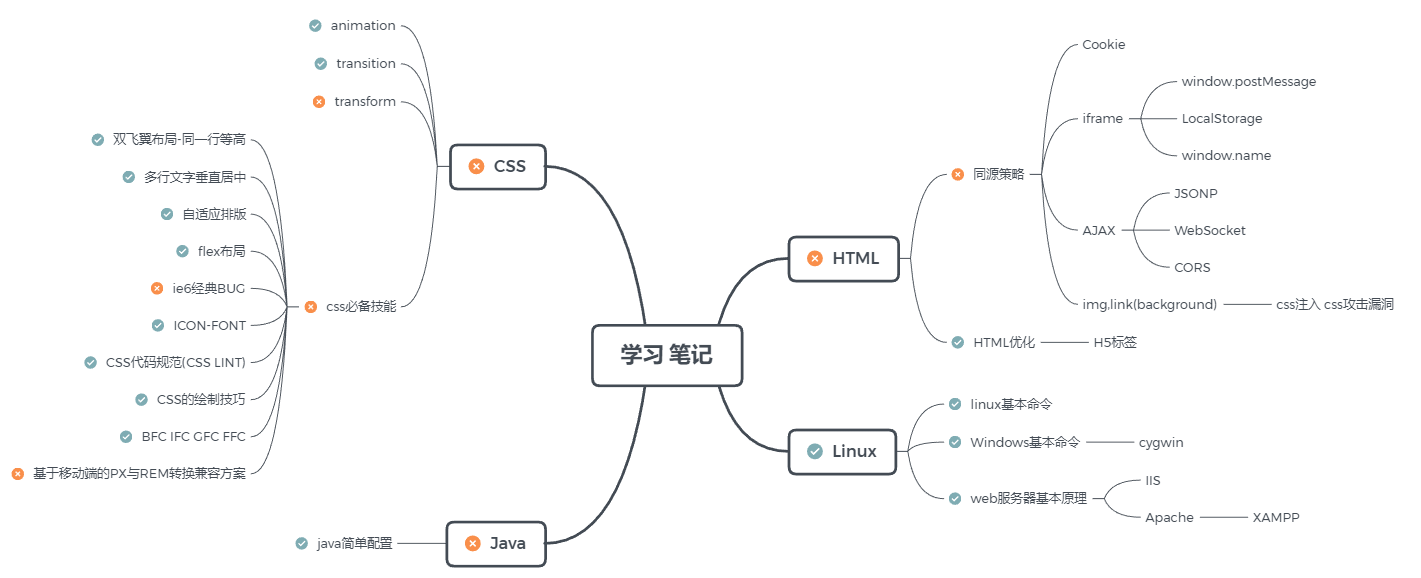 学习 笔记
HTML
同源策略
Cookie
iframe
window.postMessage
LocalStorage
window.name
AJAX
JSONP
WebSocket
CORS
img,link(background)
css注入 css攻击漏洞
HTML优化
H5标签
Linux
linux基本命令
Windows基本命令
cygwin
web服务器基本原理
IIS
Apache
XAMPP
CSS
animation
transition
transform
css必备技能
双飞翼布局-同一行等高
多行文字垂直居中
自适应排版
flex布局
ie6经典BUG
ICON-FONT
CSS代码规范(CSS LINT)
CSS的绘制技巧
BFC IFC GFC FFC
基于移动端的PX与REM转换兼容方案
Java
java简单配置